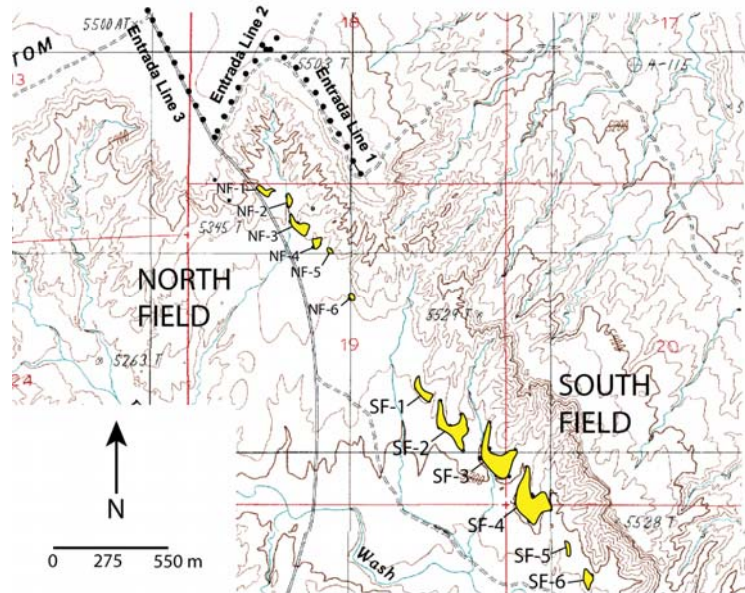 5500 AT
18
17
TOM
13
Entrada Line 3
Entrada Line 2
Entrada Line 1
5503 T
A-115
NF-1
NF-2
NF-3
NF-4
NF-5
NF-6
5345 T
NORTH
FIELD
5263 T
24
19
5529 T
20
SOUTH
FIELD
SF-1
SF-2
SF-3
SF-4
SF-5
SF-6
5528 T
Wash
N
0 275 550 m